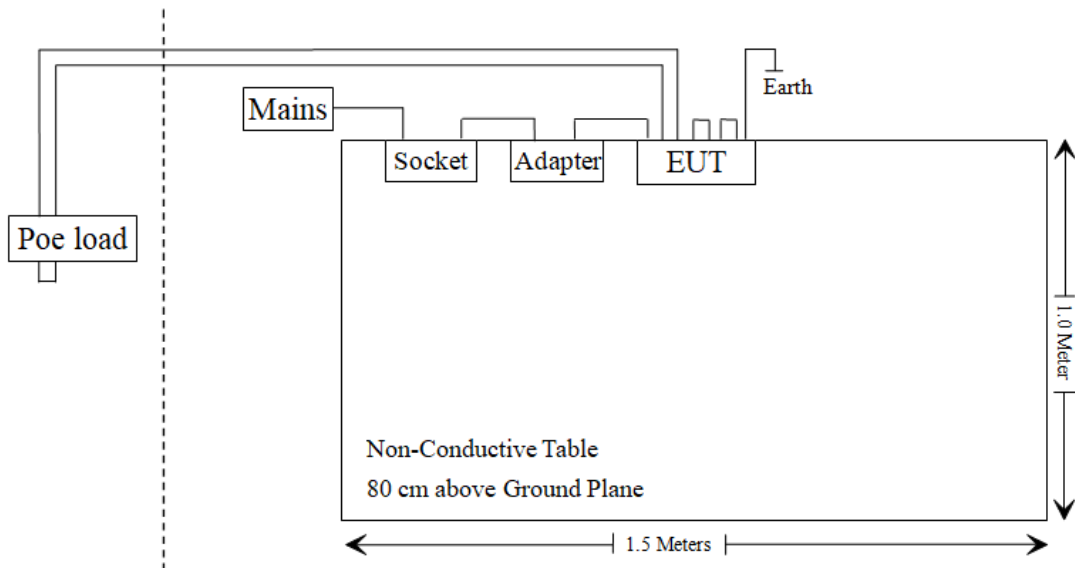 Earth
Mains
Socket
Adapter
EUT
Poe load
1.0 Meter
Non-Conductive Table
80 cm above Ground Plane
1.5 Meters